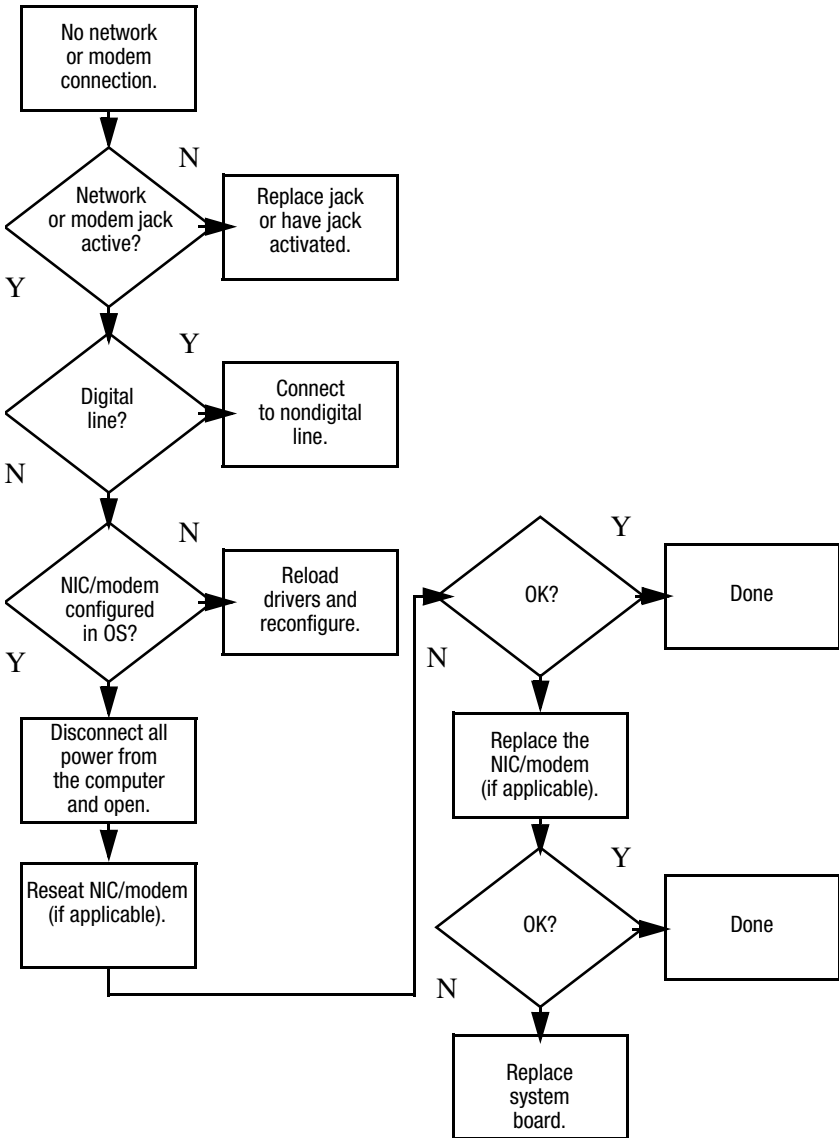 No network
or modem
connection.
N
Network
or modem jack
active?
Replace jack
or have jack
activated.
Y
Y
Digital
line?
Connect
to nondigital
line.
N
N
NIC/modem
configured
in OS?
Reload
drivers and
reconfigure.
Y
Disconnect all
power from
the computer
and open.
Reseat NIC/modem
(if applicable).
Y
OK?
Done
N
Replace the
NIC/modem
(if applicable).
Y
OK?
Done
N
Replace
system
board.